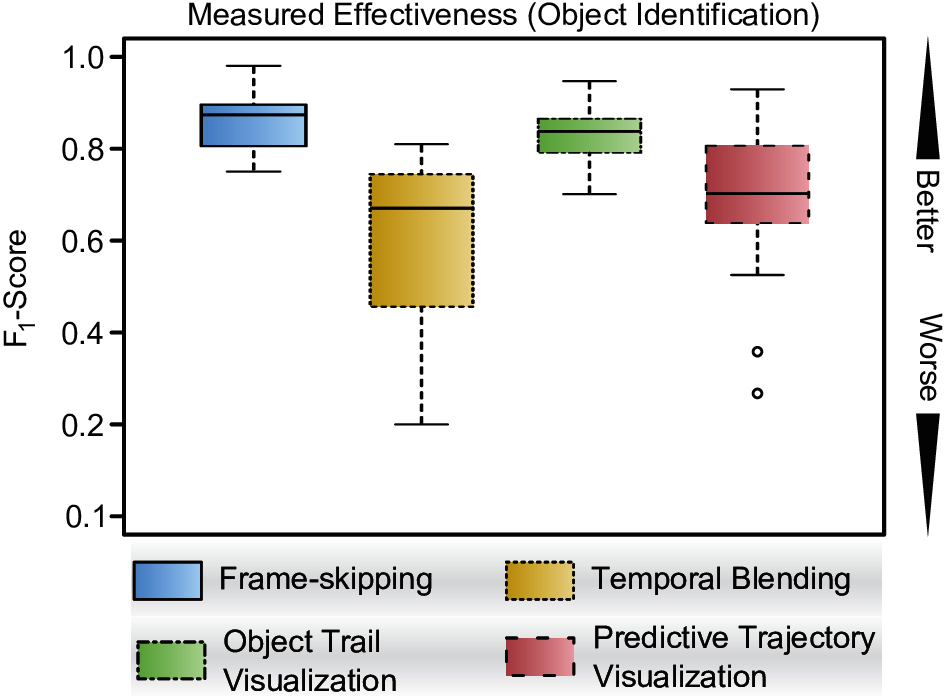 Measured Effectiveness (Object Identification)
F1-Score
1.0
0.8
0.6
0.4
0.2
0.1
Better
Worse
Frame-skipping
Temporal Blending
Object Trail
Visualization
Predictive Trajectory
Visualization